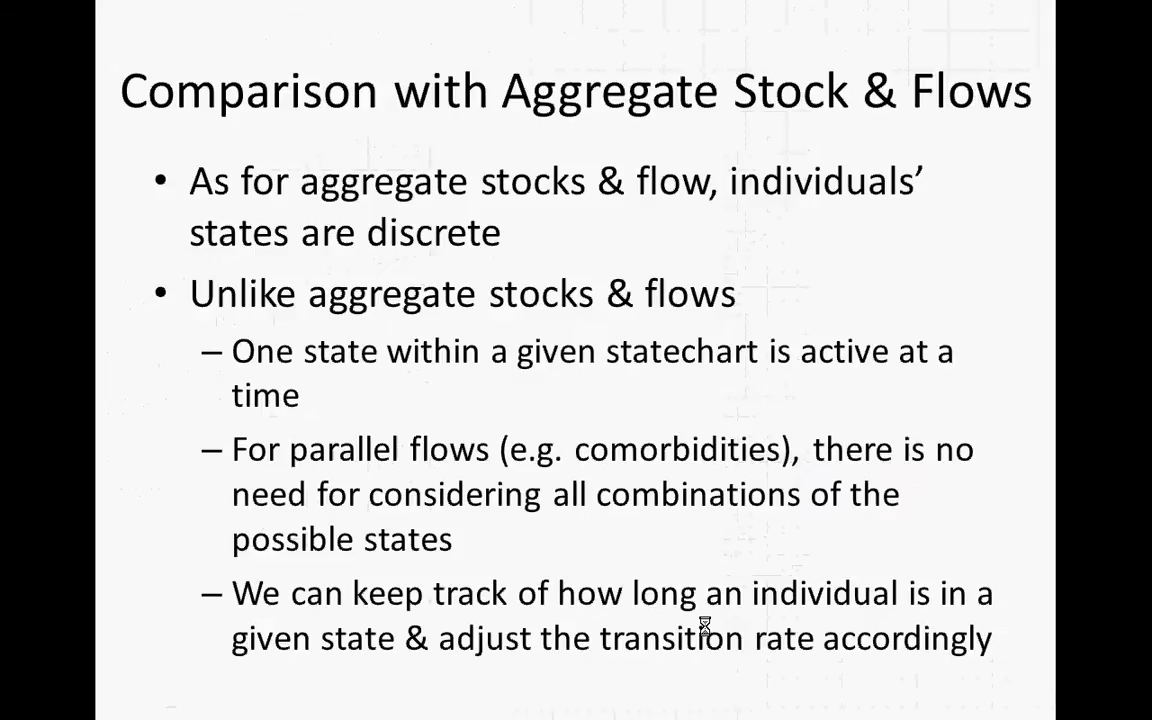 Comparison with Aggregate Stock & Flows
• As for aggregate stocks & flow, individuals’
states are discrete
• Unlike aggregate stocks & flows
– One state within a given statechart is active at a
time
– For parallel flows (e.g. comorbidities), there is no
need for considering all combinations of the
possible states
– We can keep track of how long an individual is in a
given state & adjust the transition rate accordingly